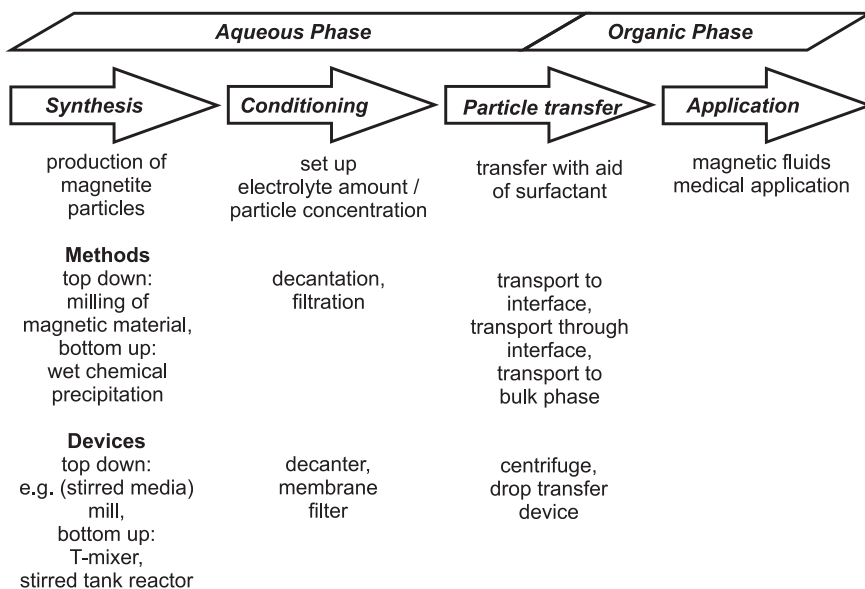 Aqueous Phase
Organic Phase
Synthesis
Conditioning
Particle transfer
Application
production of
magnetite
particles
set up
electrolyte amount /
particle concentration
transfer with aid
of surfactant
magnetic fluids
medical application
Methods
top down:
milling of
magnetic material,
bottom up:
wet chemical
precipitation
decantation,
filtration
transport to
interface,
transport through
interface,
transport to
bulk phase
Devices
top down:
e.g. (stirred media)
mill,
bottom up:
T-mixer,
stirred tank reactor
decanter,
membrane
filter
centrifuge,
drop transfer
device